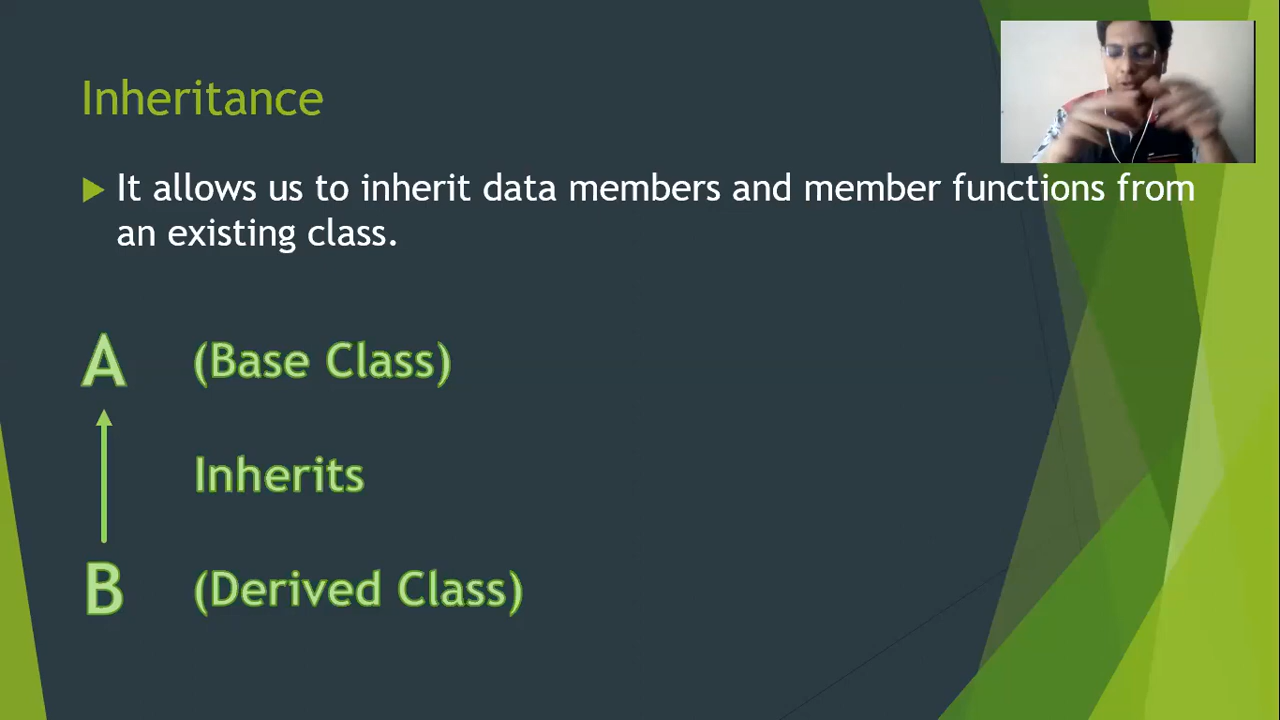 Inheritance
It allows us to inherit data members and member functions from
an existing class.
A (Base Class)
Inherits
B (Derived Class)